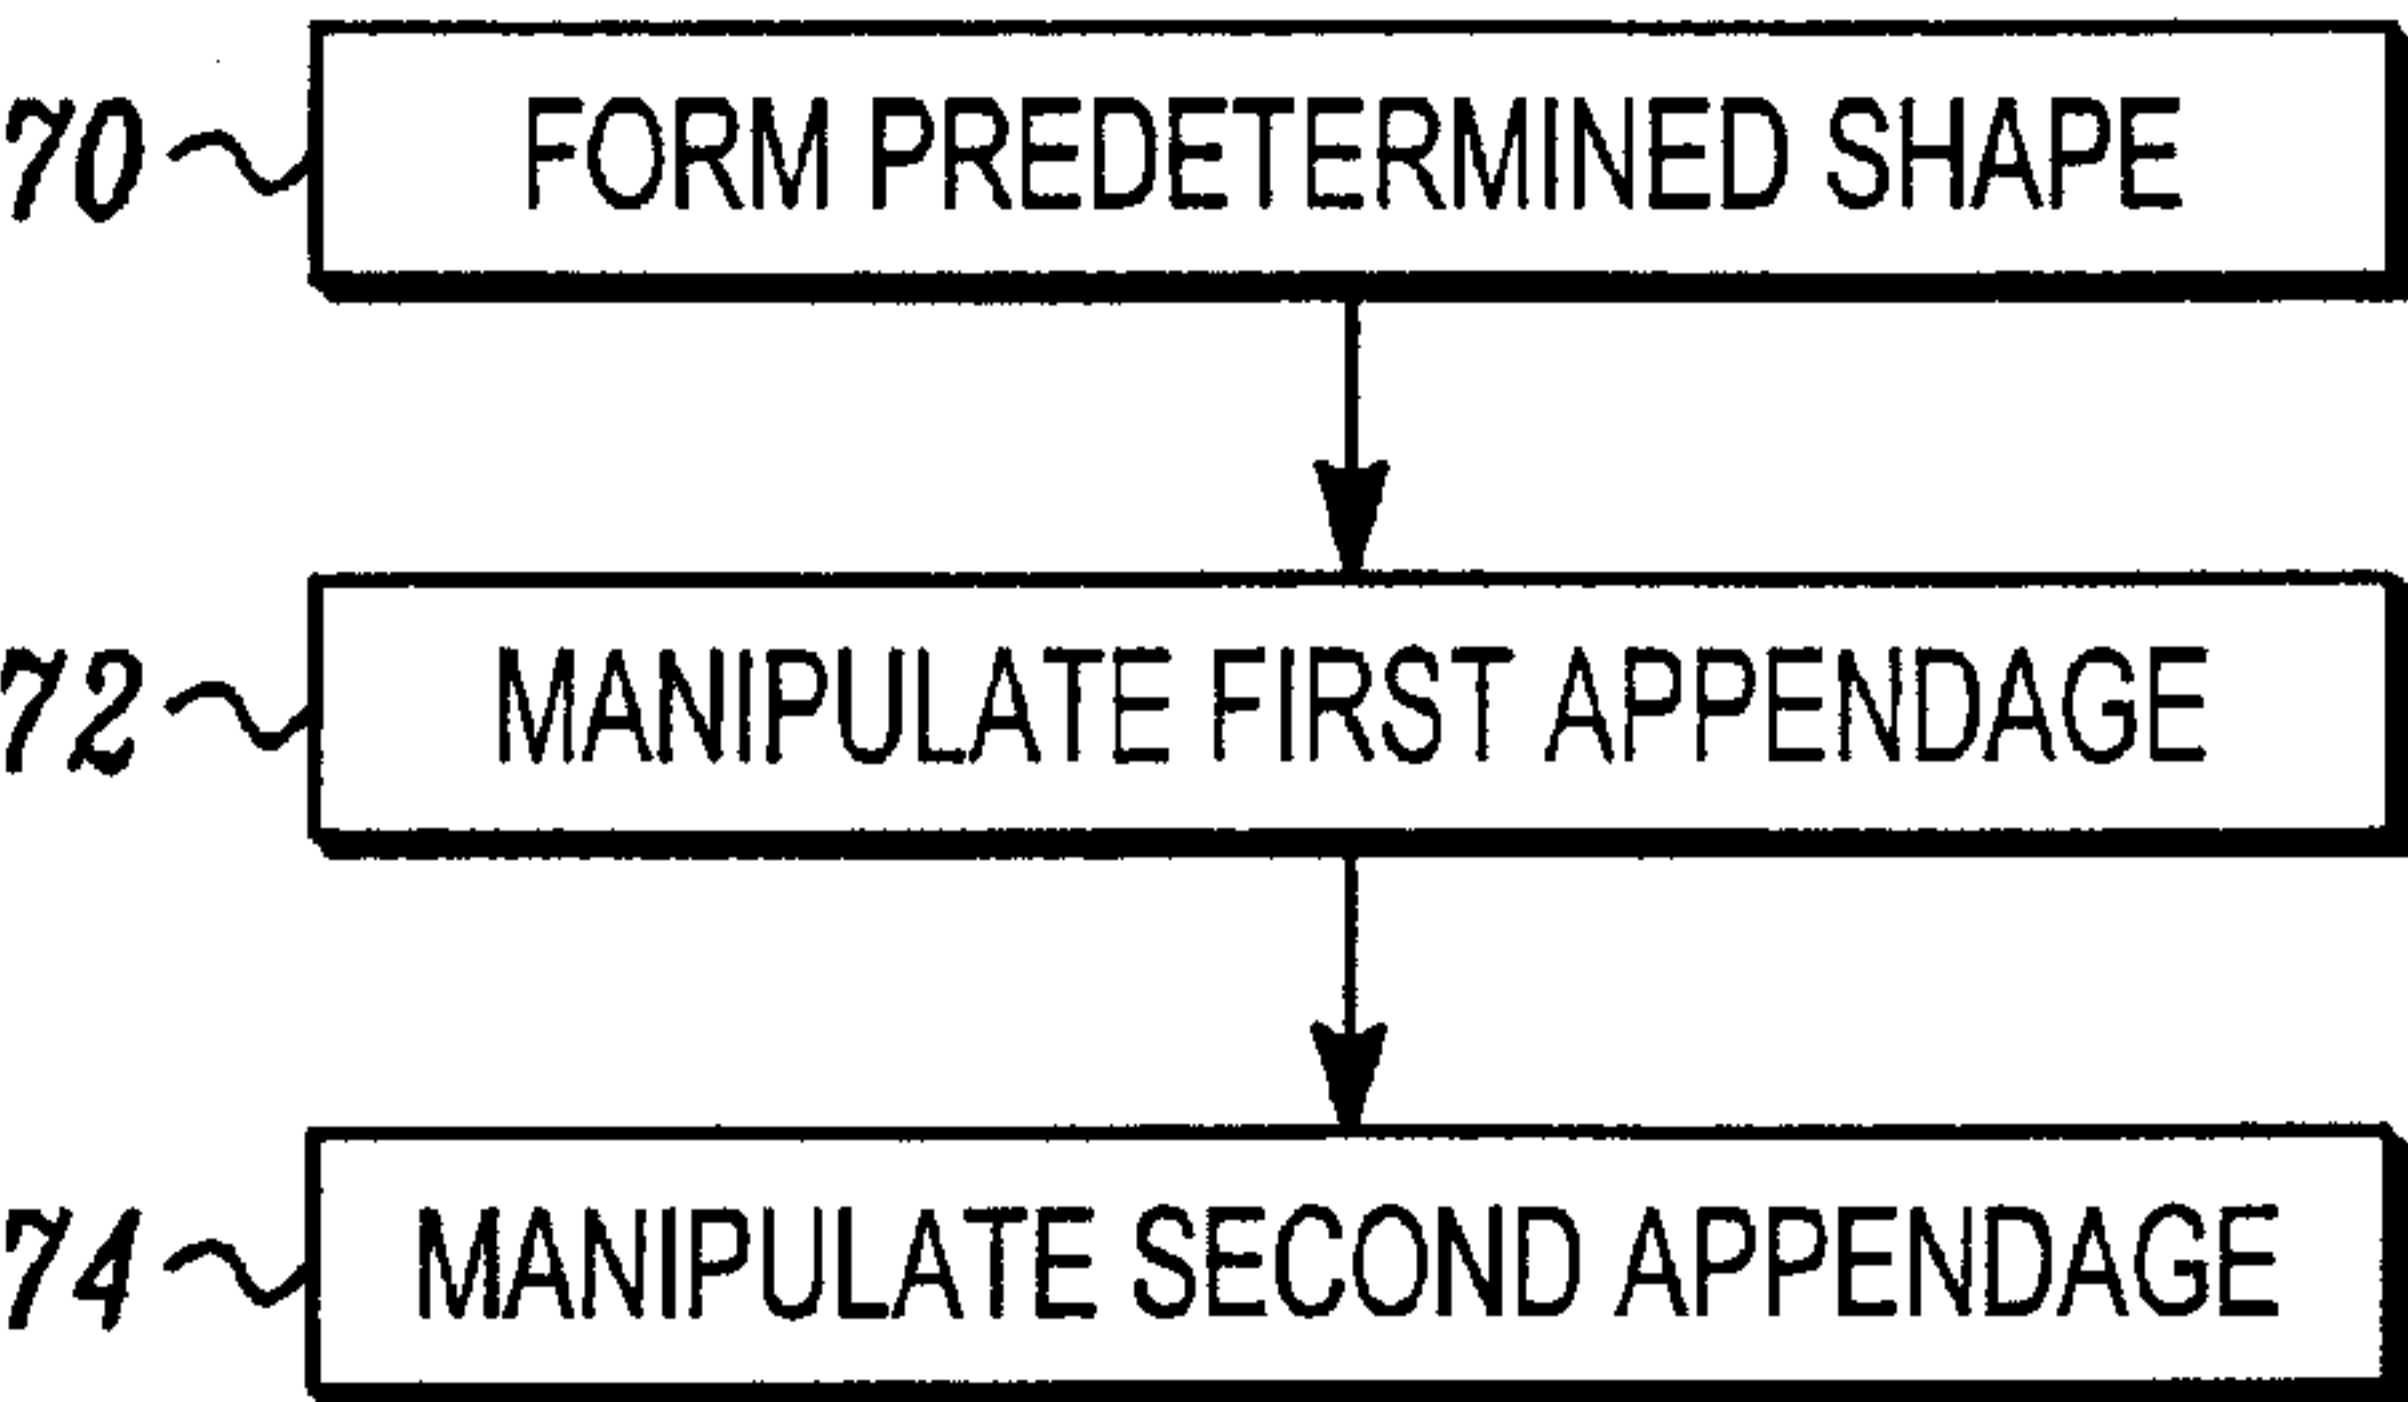 70 FORM PREDETERMINED SHAPE
72 MANIPULATE FIRST APPENDAGE
74 MANIPULATE SECOND APPENDAGE